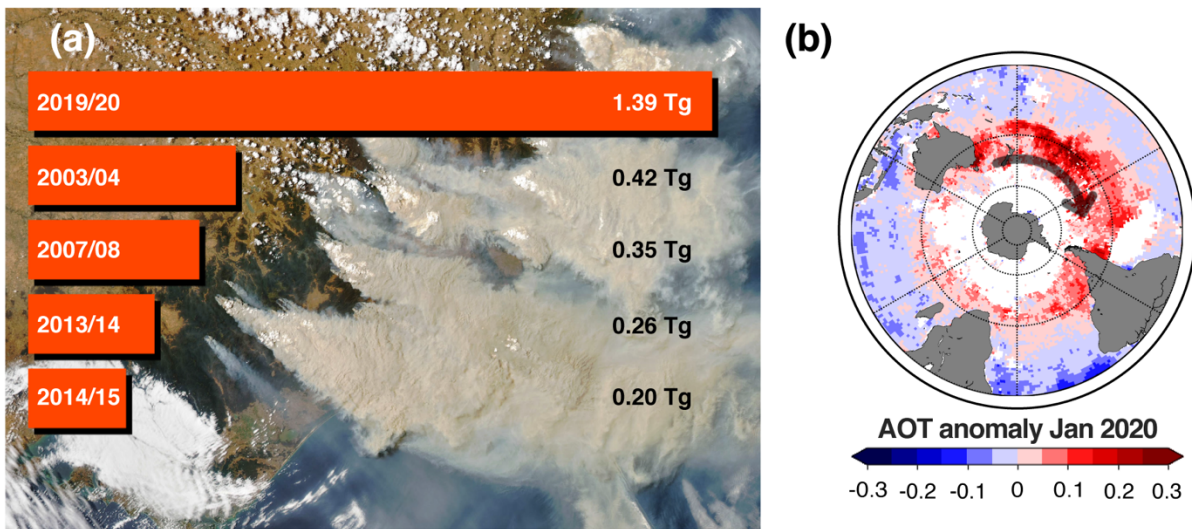 (a)
2019/20 1.39 Tg
2003/04 0.42 Tg
2007/08 0.35 Tg
2013/14 0.26 Tg
2014/15 0.20 Tg
(b)
AOT anomaly Jan 2020
-0.3 -0.2 -0.1 0 0.1 0.2 0.3